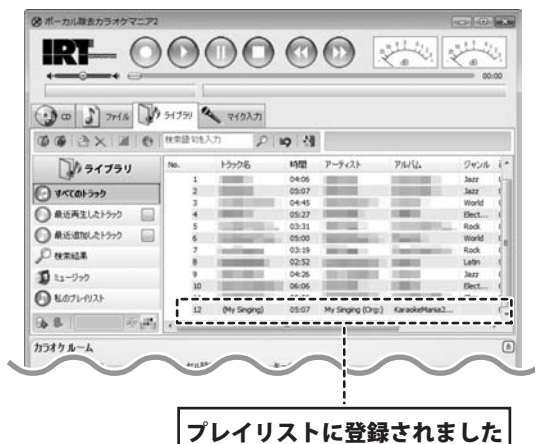 ボーカル除去カラオケマニア2
IRT
00:00
CD ファイル ライブラリ マイク入力
検索語句を入力
ライブラリ
すべてのトラック
最近再生したトラック
最近追加したトラック
検索結果
ミュージック
私のプレイリスト
No. トラック名 時間 アーティスト アルバム ジャンル
1 04:06 Jazz
2 05:07 Jazz
3 04:45 World
4 05:27 Elect...
5 03:31 Rock
6 05:00 World
7 03:19 Rock
8 02:52 Latin
9 04:26 Jazz
10 06:06 Elect...
12 (My Singing) 05:07 My Singing (Org:) KaraokeMania2...
カラオケ ルーム
プレイリストに登録されました